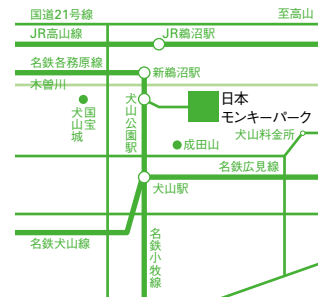 国道21号線
至高山
JR高山線
JR鵜沼駅
名鉄各務原線
新鵜沼駅
木曽川
日本
モンキーパーク
犬山公園駅
国宝
犬山城
犬山料金所
成田山
名鉄広見線
犬山駅
名鉄犬山線
名鉄小牧線